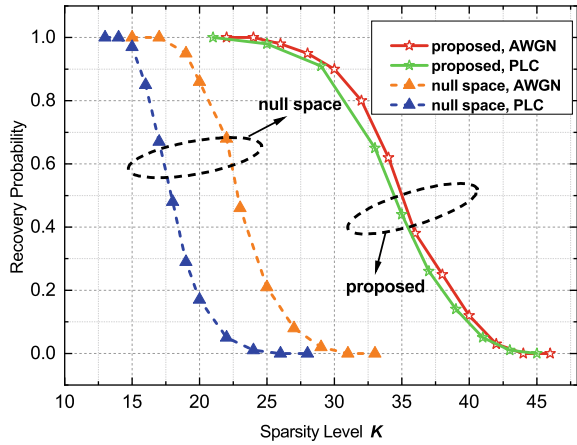 proposed, AWGN
proposed, PLC
null space, AWGN
null space, PLC
null space
proposed
Recovery Probability
1.0
0.8
0.6
0.4
0.2
0.0
10 15 20 25 30 35 40 45
Sparsity Level K